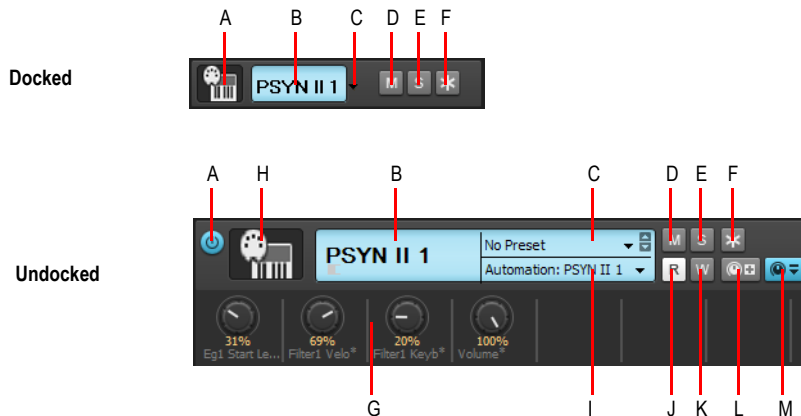 A B C D E F
Docked
PSYN II 1 M S
A H B C D E F
No Preset M S
PSYN II 1
Automation: PSYN II 1 R W
Undocked
31% 69% 20% 100%
Eg1 Start Le... Filter1 Velo* Filter1 Keyb* Volume*
G I J K L M